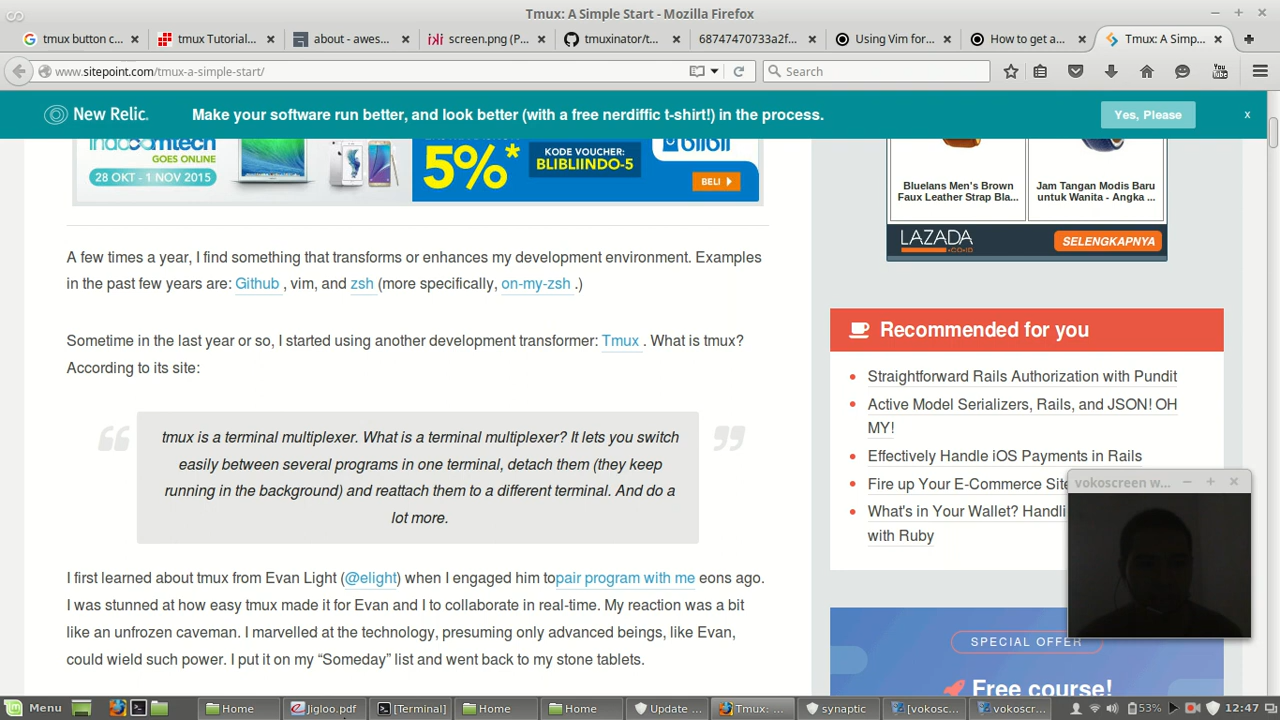 Tmux: A Simple Start - Mozilla Firefox
tmux button c...
tmux Tutorial...
about - awes...
screen.png (P...
tmuxinator/t...
68747470733a2f...
Using Vim for...
How to get a...
Tmux: A Simp...
www.sitepoint.com/tmux-a-simple-start/
Search
You Tube
New Relic.
Make your software run better, and look better (with a free nerdiffic t-shirt!) in the process.
Yes, Please
x
indocomtech
GOES ONLINE
28 OKT - 1 NOV 2015
5%*
KODE VOUCHER:
BLIBLIINDO-5
blibli
BELI
Bluelans Men's Brown
Faux Leather Strap Bla...
Jam Tangan Modis Baru
untuk Wanita - Angka ...
LAZADA
.CO.ID
SELENGKAPNYA
A few times a year, I find something that transforms or enhances my development environment. Examples
in the past few years are: Github , vim, and zsh (more specifically, on-my-zsh .)
Sometime in the last year or so, I started using another development transformer: Tmux . What is tmux?
According to its site:
“ tmux is a terminal multiplexer. What is a terminal multiplexer? It lets you switch ”
easily between several programs in one terminal, detach them (they keep
running in the background) and reattach them to a different terminal. And do a
lot more.
I first learned about tmux from Evan Light (@elight) when I engaged him topair program with me eons ago.
I was stunned at how easy tmux made it for Evan and I to collaborate in real-time. My reaction was a bit
like an unfrozen caveman. I marvelled at the technology, presuming only advanced beings, like Evan,
could wield such power. I put it on my “Someday” list and went back to my stone tablets.
Recommended for you
Straightforward Rails Authorization with Pundit
Active Model Serializers, Rails, and JSON! OH
MY!
Effectively Handle iOS Payments in Rails
Fire up Your E-Commerce Site
What's in Your Wallet? Handli
with Ruby
vokoscreen w...
SPECIAL OFFER
Free course!
Menu
Home
Jigloo.pdf
[Terminal]
Home
Home
Update ...
Tmux: ...
synaptic
[vokosc...
vokoscr...
53%
12:47